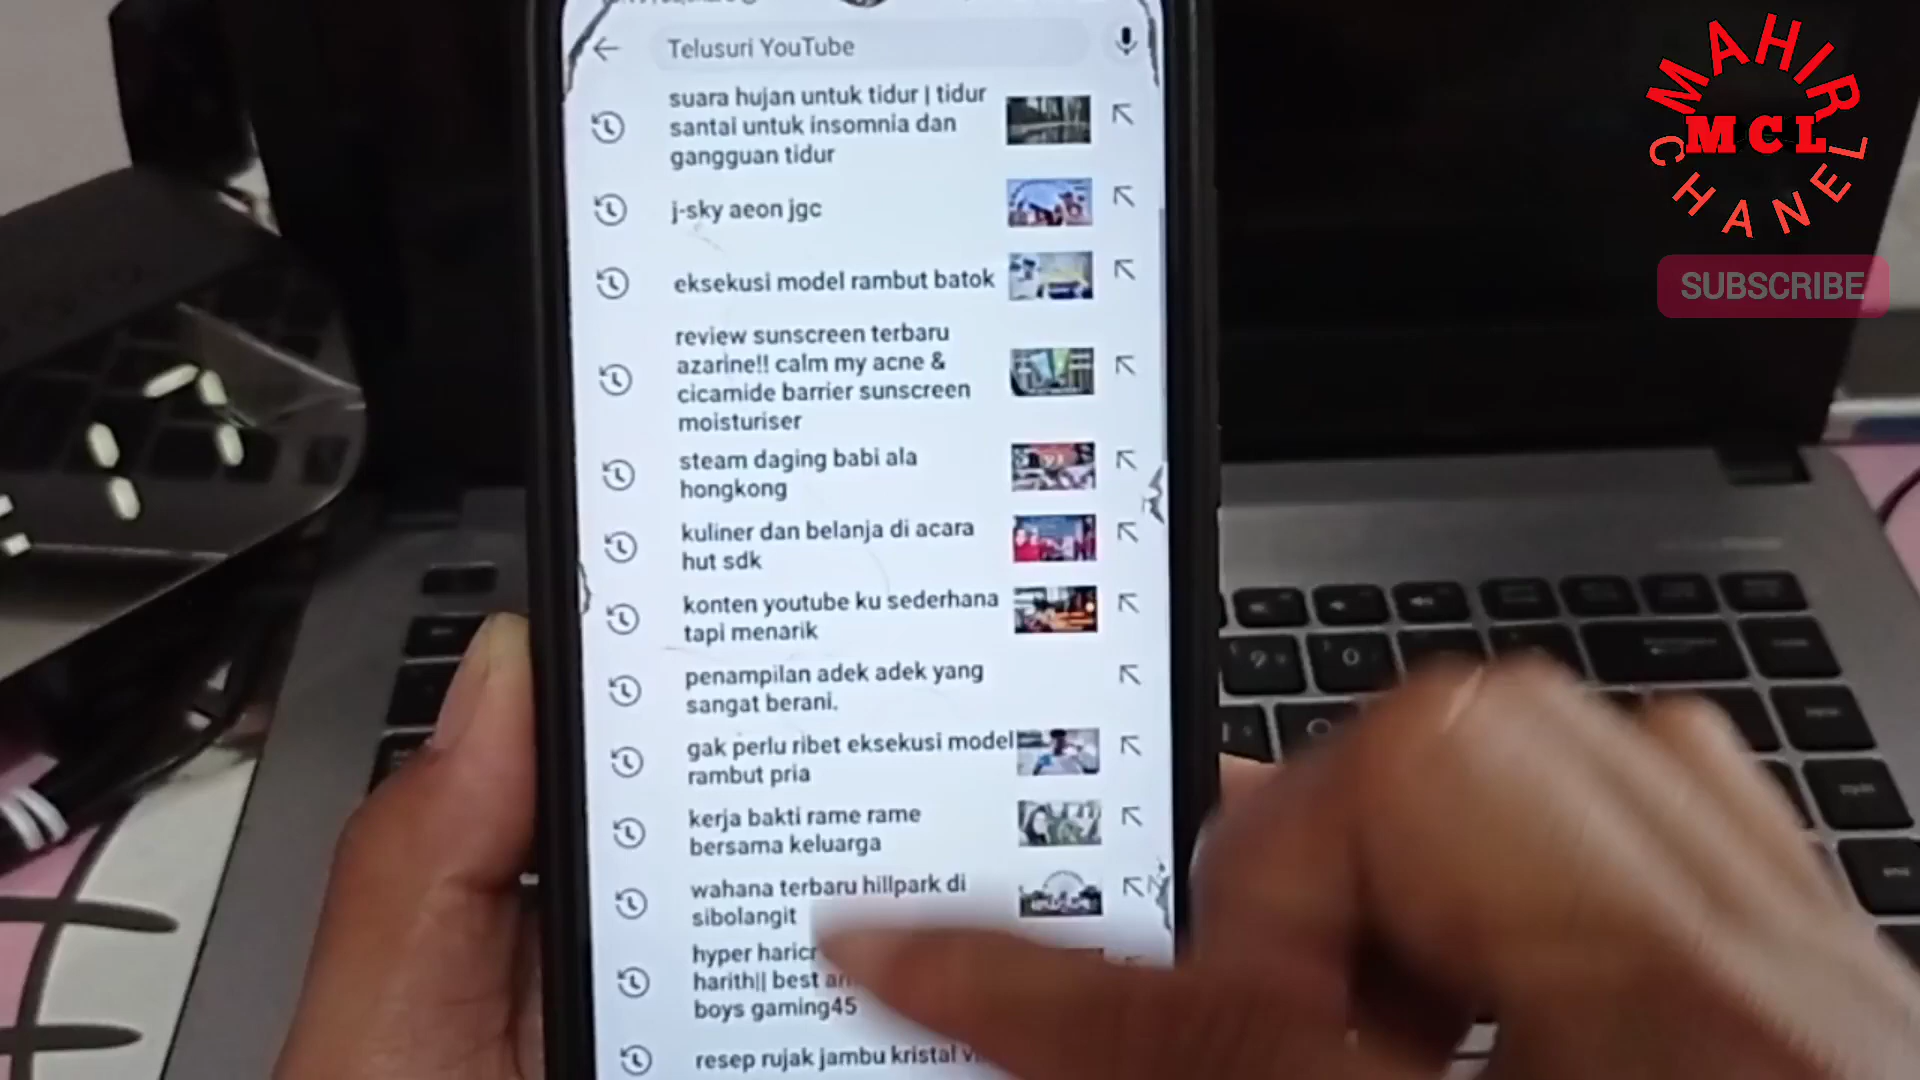 Telusuri YouTube
suara hujan untuk tidur | tidur
santai untuk insomnia dan
gangguan tidur
j-sky aeon jgc
eksekusi model rambut batok
review sunscreen terbaru
azarine!! calm my acne &
cicamide barrier sunscreen
moisturiser
steam daging babi ala
hongkong
kuliner dan belanja di acara
hut sdk
konten youtube ku sederhana
tapi menarik
penampilan adek adek yang
sangat berani.
gak perlu ribet eksekusi model
rambut pria
kerja bakti rame rame
bersama keluarga
wahana terbaru hillpark di
sibolangit
hyper
harith|| best
boys gaming45
resep rujak jambu kristal
MAHIR
MCL
CHANEL
SUBSCRIBE